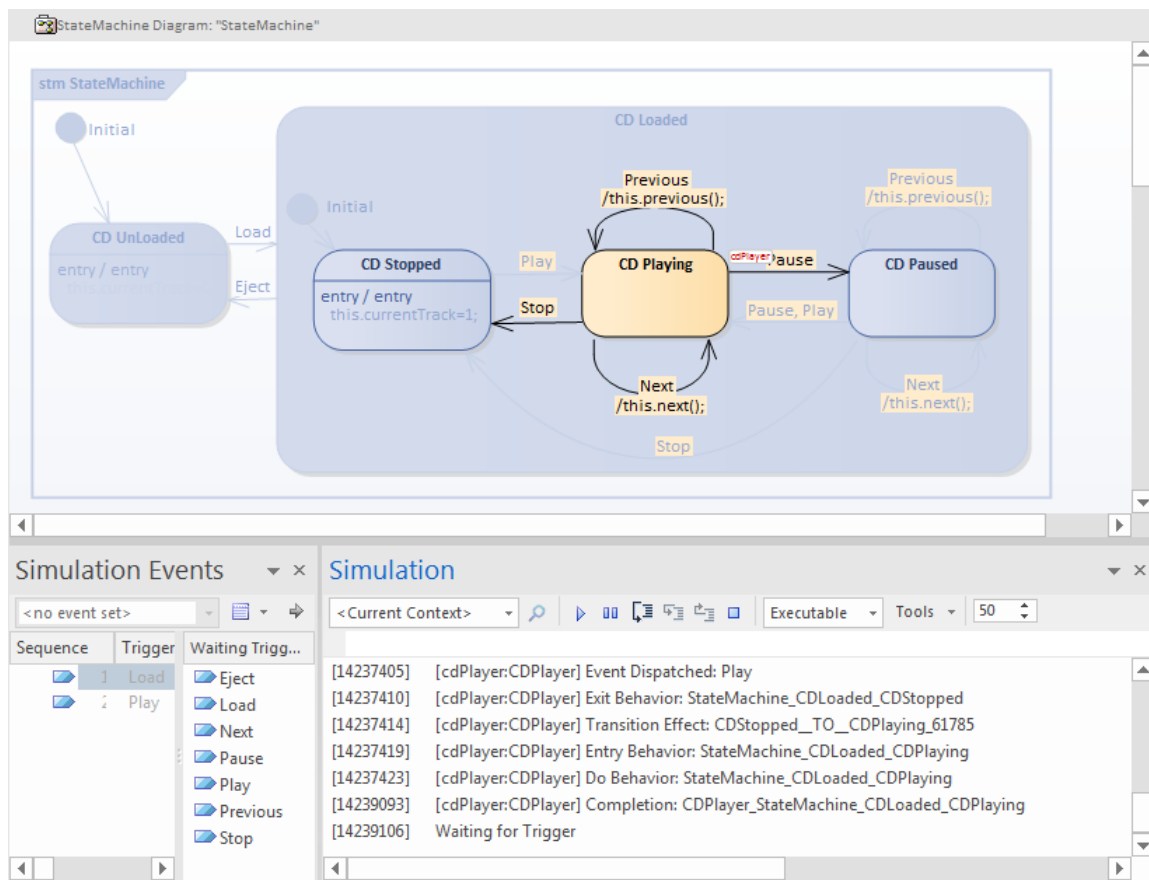 StateMachine Diagram: "StateMachine"
stm StateMachine
Initial
CD Loaded
Previous
/this.previous();
Previous
/this.previous();
Initial
CD UnLoaded
entry / entry
Load
Eject
CD Stopped
entry / entry
this.currentTrack=1;
Play
Stop
CD Playing
cdPlayer
Pause
CD Paused
Pause, Play
Next
/this.next();
Next
/this.next();
Stop
Simulation Events
<no event set>
Sequence Trigger Waiting Trigg...
1 Load
2 Play
Eject
Load
Next
Pause
Play
Previous
Stop
Simulation
<Current Context> Executable Tools 50
[14237405] [cdPlayer:CDPlayer] Event Dispatched: Play
[14237410] [cdPlayer:CDPlayer] Exit Behavior: StateMachine_CDLoaded_CDStopped
[14237414] [cdPlayer:CDPlayer] Transition Effect: CDStopped__TO__CDPlaying_61785
[14237419] [cdPlayer:CDPlayer] Entry Behavior: StateMachine_CDLoaded_CDPlaying
[14237423] [cdPlayer:CDPlayer] Do Behavior: StateMachine_CDLoaded_CDPlaying
[14239093] [cdPlayer:CDPlayer] Completion: CDPlayer_StateMachine_CDLoaded_CDPlaying
[14239106] Waiting for Trigger